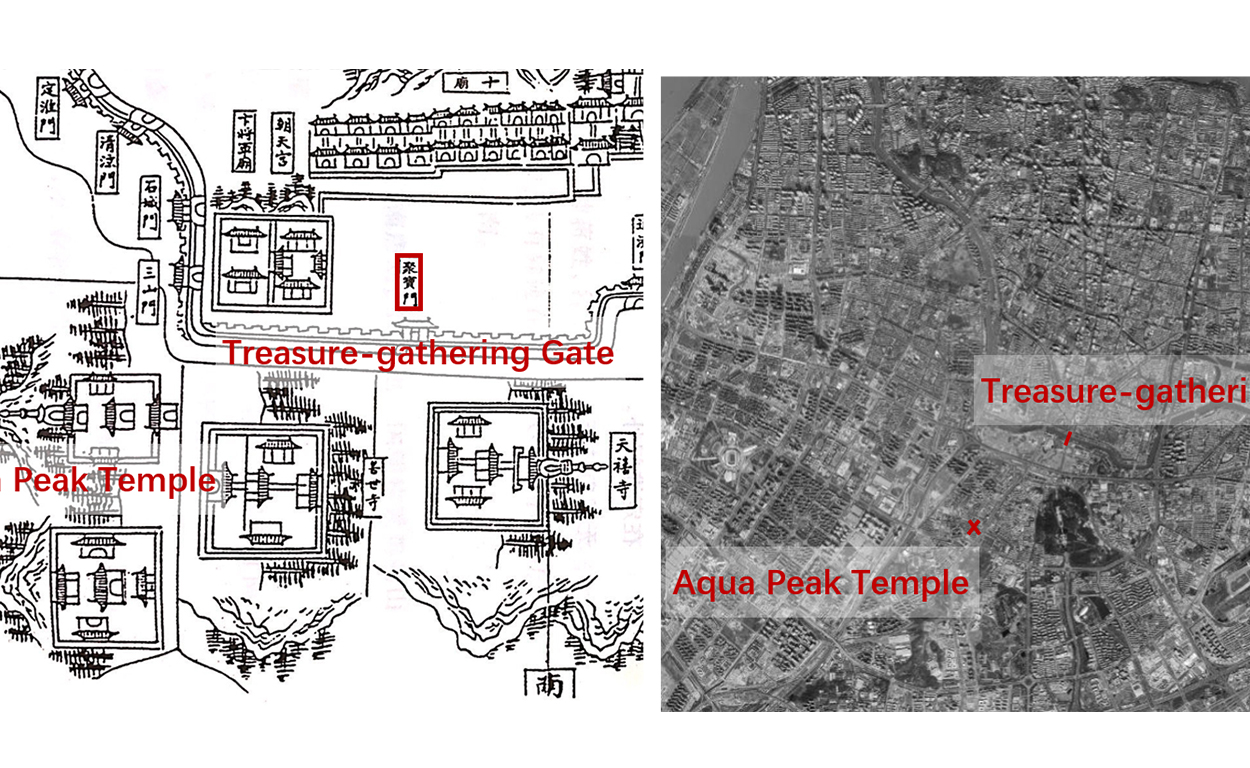 十廟
定淮門
清涼門
卞將軍廟
朝天宮
石城門
三山門
聚寶門
Treasure-gathering Gate
Peak Temple
善世寺
天禧寺
南
Treasure-gatheri
Aqua Peak Temple